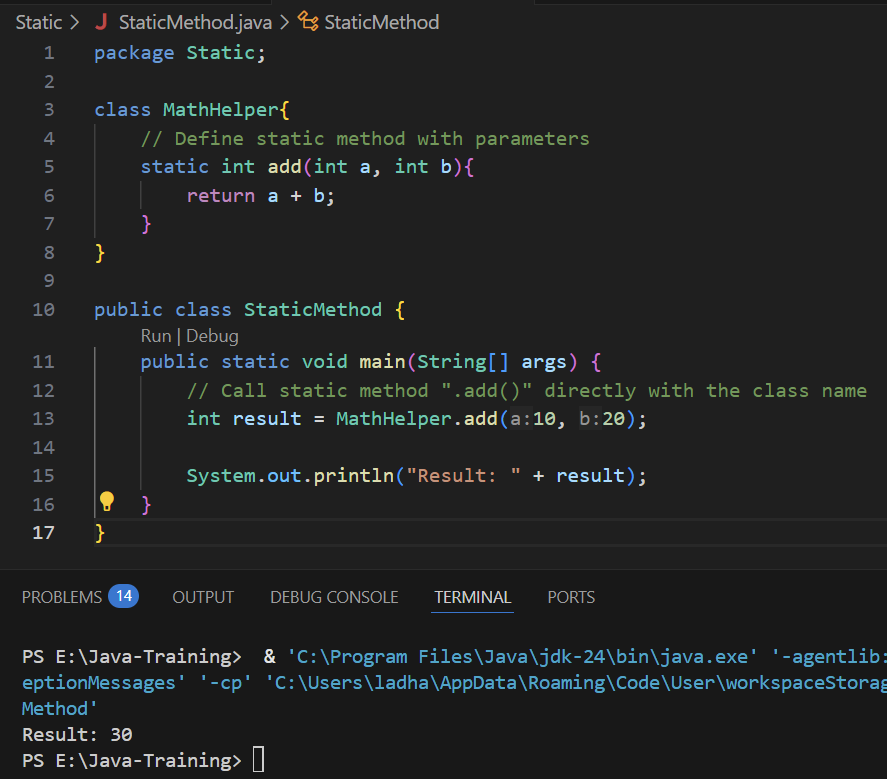 Static > StaticMethod.java > StaticMethod
1 package Static;
2
3 class MathHelper{
4 // Define static method with parameters
5 static int add(int a, int b){
6 return a + b;
7 }
8 }
9
10 public class StaticMethod {
Run | Debug
11 public static void main(String[] args) {
12 // Call static method ".add()" directly with the class name
13 int result = MathHelper.add(a:10, b:20);
14
15 System.out.println("Result: " + result);
16 }
17 }
PROBLEMS 14 OUTPUT DEBUG CONSOLE TERMINAL PORTS
PS E:\Java-Training> & 'C:\Program Files\Java\jdk-24\bin\java.exe' '-agentlib:
eptionMessages' '-cp' 'C:\Users\ladha\AppData\Roaming\Code\User\workspaceStorag
Method'
Result: 30
PS E:\Java-Training>